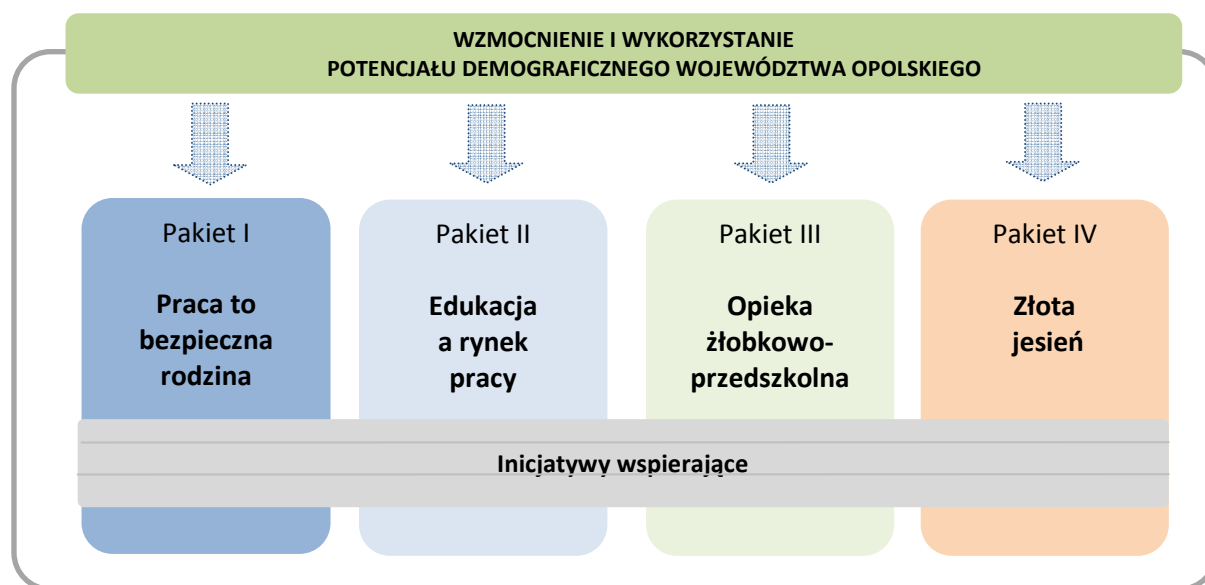 WZMOCNIENIE I WYKORZYSTANIE
POTENCJAŁU DEMOGRAFICZNEGO WOJEWÓDZTWA OPOLSKIEGO
Pakiet I
Praca to
bezpieczna
rodzina
Pakiet II
Edukacja
a rynek
pracy
Pakiet III
Opieka
żłobkowo-
przedszkolna
Pakiet IV
Złota
jesień
Inicjatywy wspierające